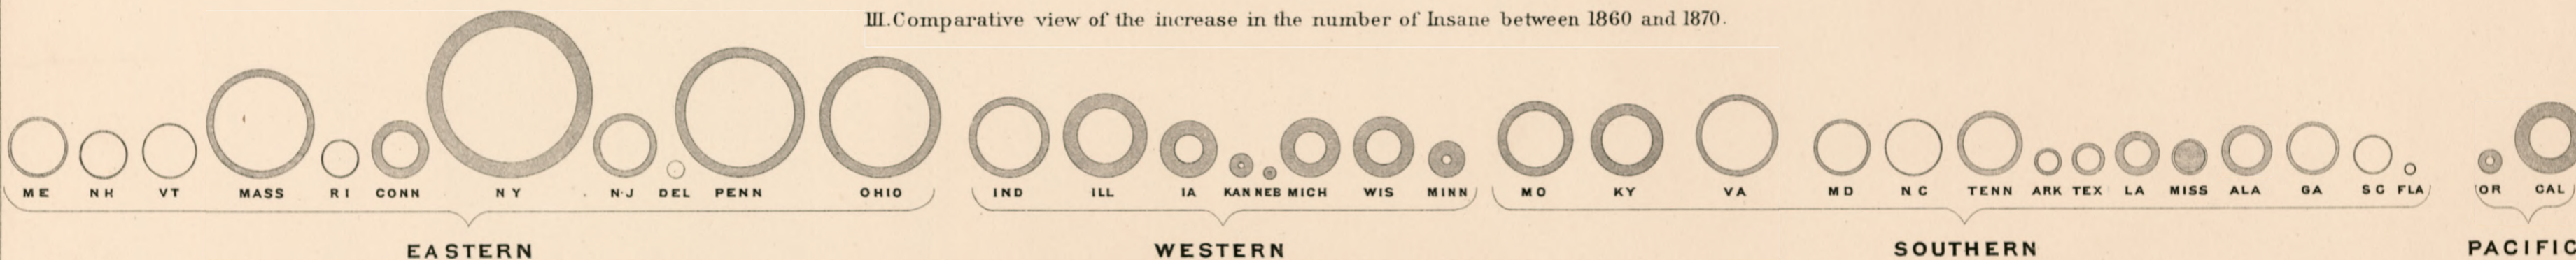 III. Comparative view of the increase in the number of Insane between 1860 and 1870.
ME NH VT MASS RI CONN NY N·J DEL PENN OHIO IND ILL IA KAN NEB MICH WIS MINN MO KY VA MD NC TENN ARK TEX LA MISS ALA GA SC FLA OR CAL
EASTERN WESTERN SOUTHERN PACIFIC